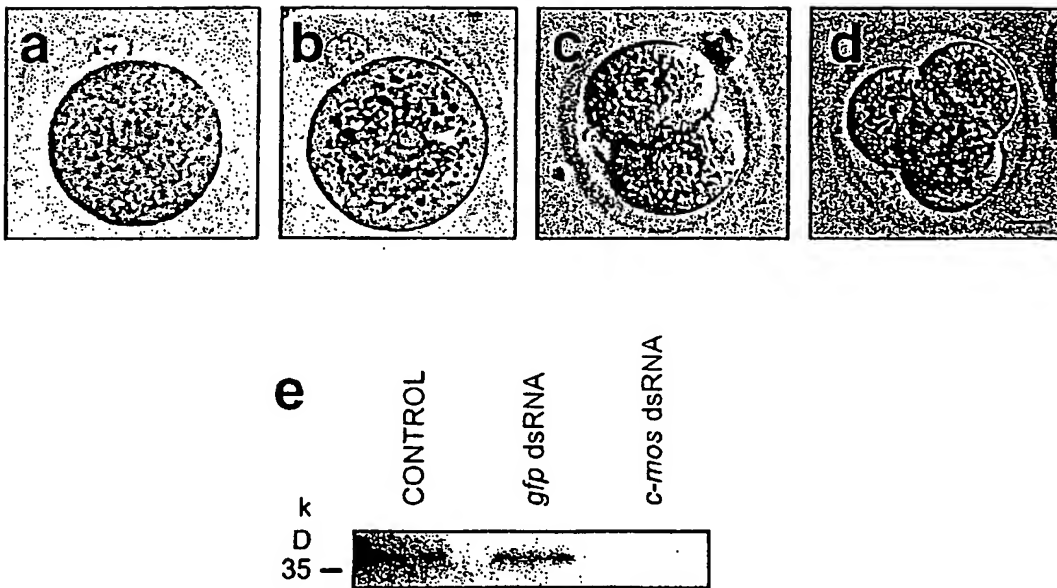 a b c d
e
CONTROL
gfp dsRNA
c-mos dsRNA
k
D
35